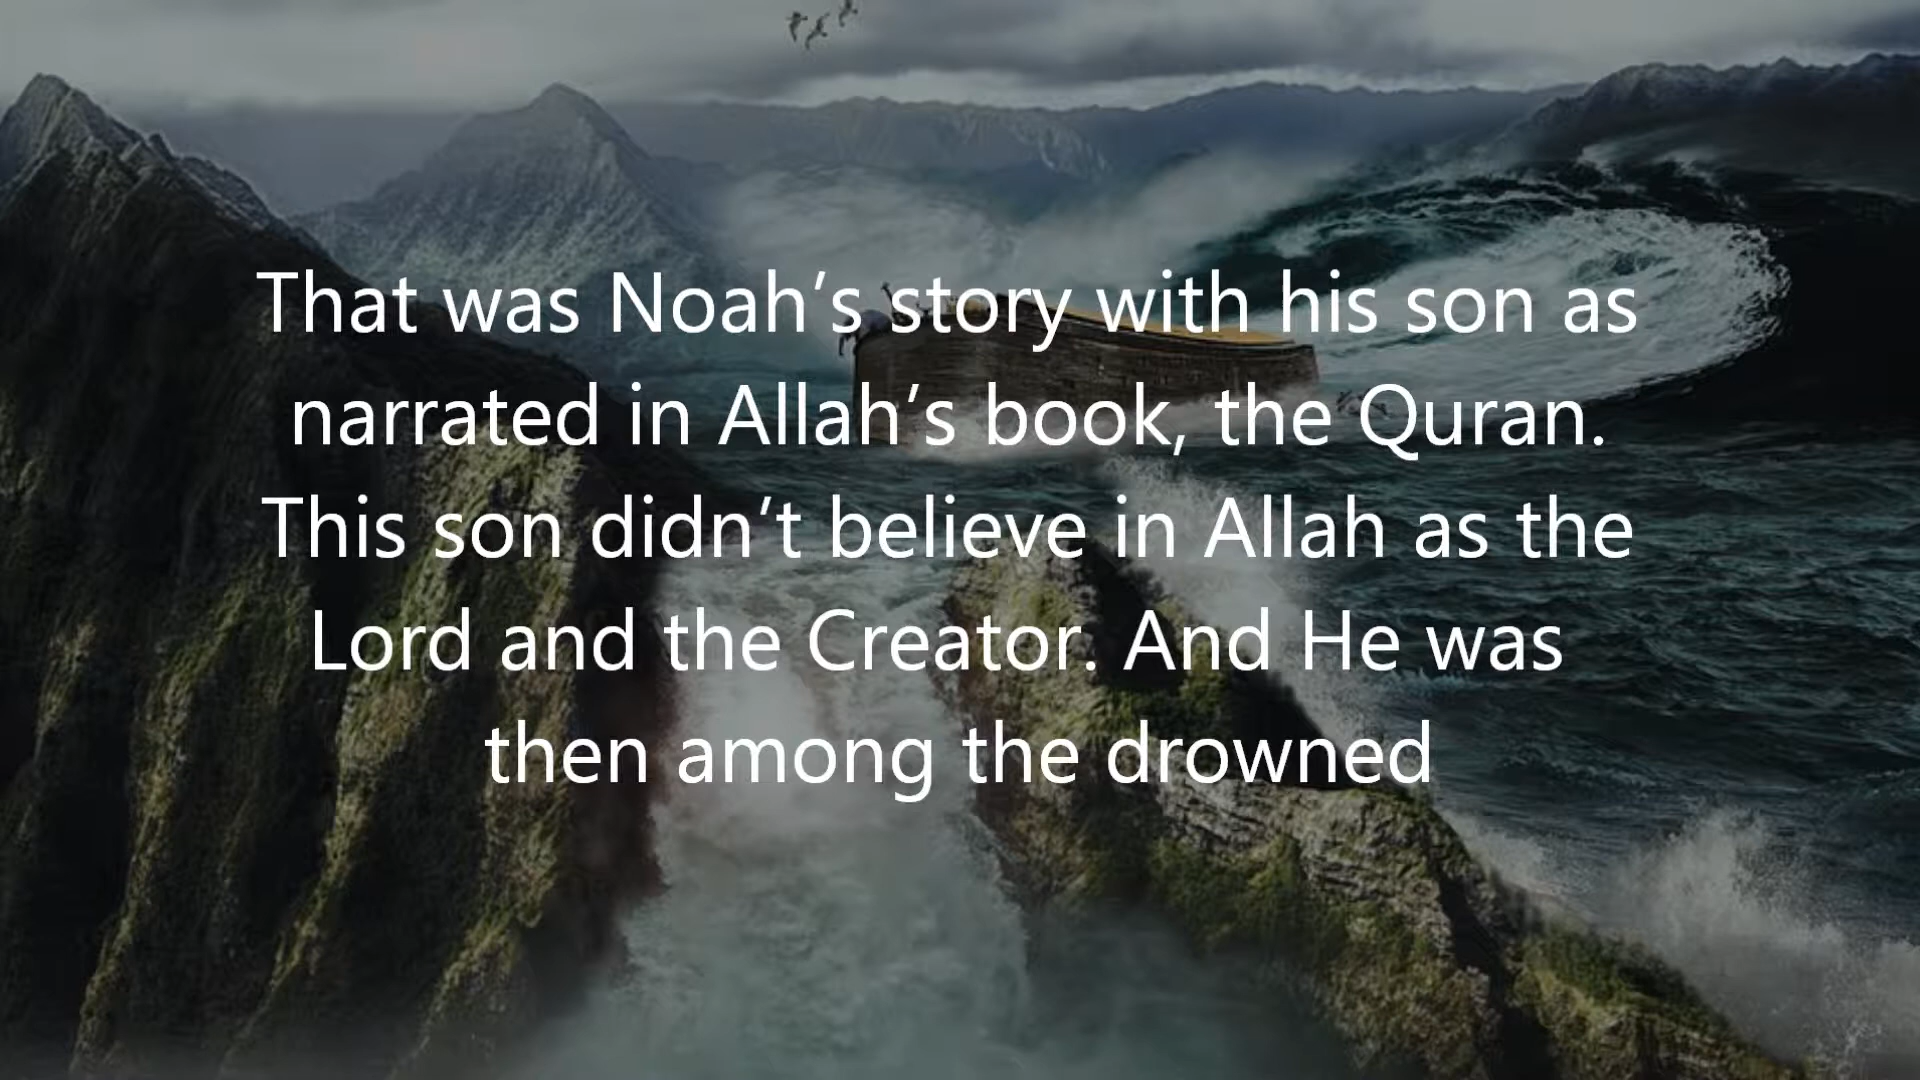 That was Noah’s story with his son as
narrated in Allah’s book, the Quran.
This son didn’t believe in Allah as the
Lord and the Creator. And He was
then among the drowned